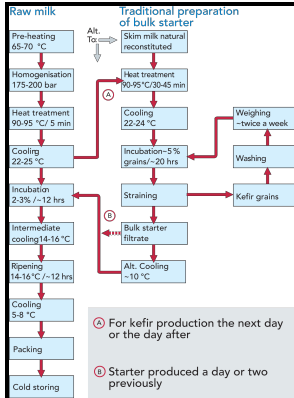 Raw milk
Traditional preparation
of bulk starter
Pre-heating
65-70 °C
Homogenisation
175-200 bar
Heat treatment
90-95 °C/ 5 min
Cooling
22-25 °C
Incubation
2-3% /~12 hrs
Intermediate
cooling14-16 °C
Ripening
14-16 °C /~12 hrs
Cooling
5-8 °C
Packing
Cold storing
Alt.
To:
Skim milk natural
reconstituted
Heat treatment
90-95°C/30-45 min
Cooling
22-24 °C
Incubation~5%
grains/~20 hrs
Straining
Bulk starter
filtrate
Alt. Cooling
~10 °C
Weighing
~twice a week
Washing
Kefir grains
A
B
A For kefir production the next day
or the day after
B Starter produced a day or two
previously